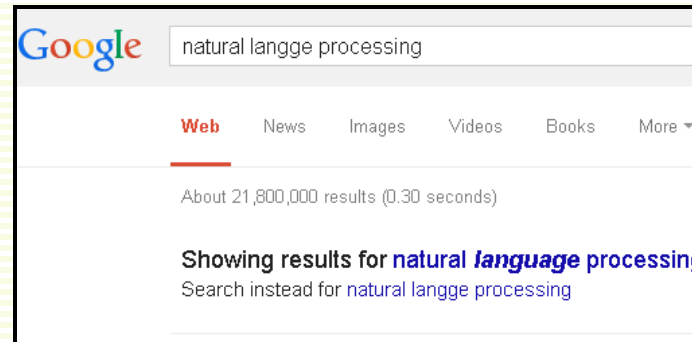 Google natural langge processing
Web News Images Videos Books More
About 21,800,000 results (0.30 seconds)
Showing results for natural language processing
Search instead for natural langge processing